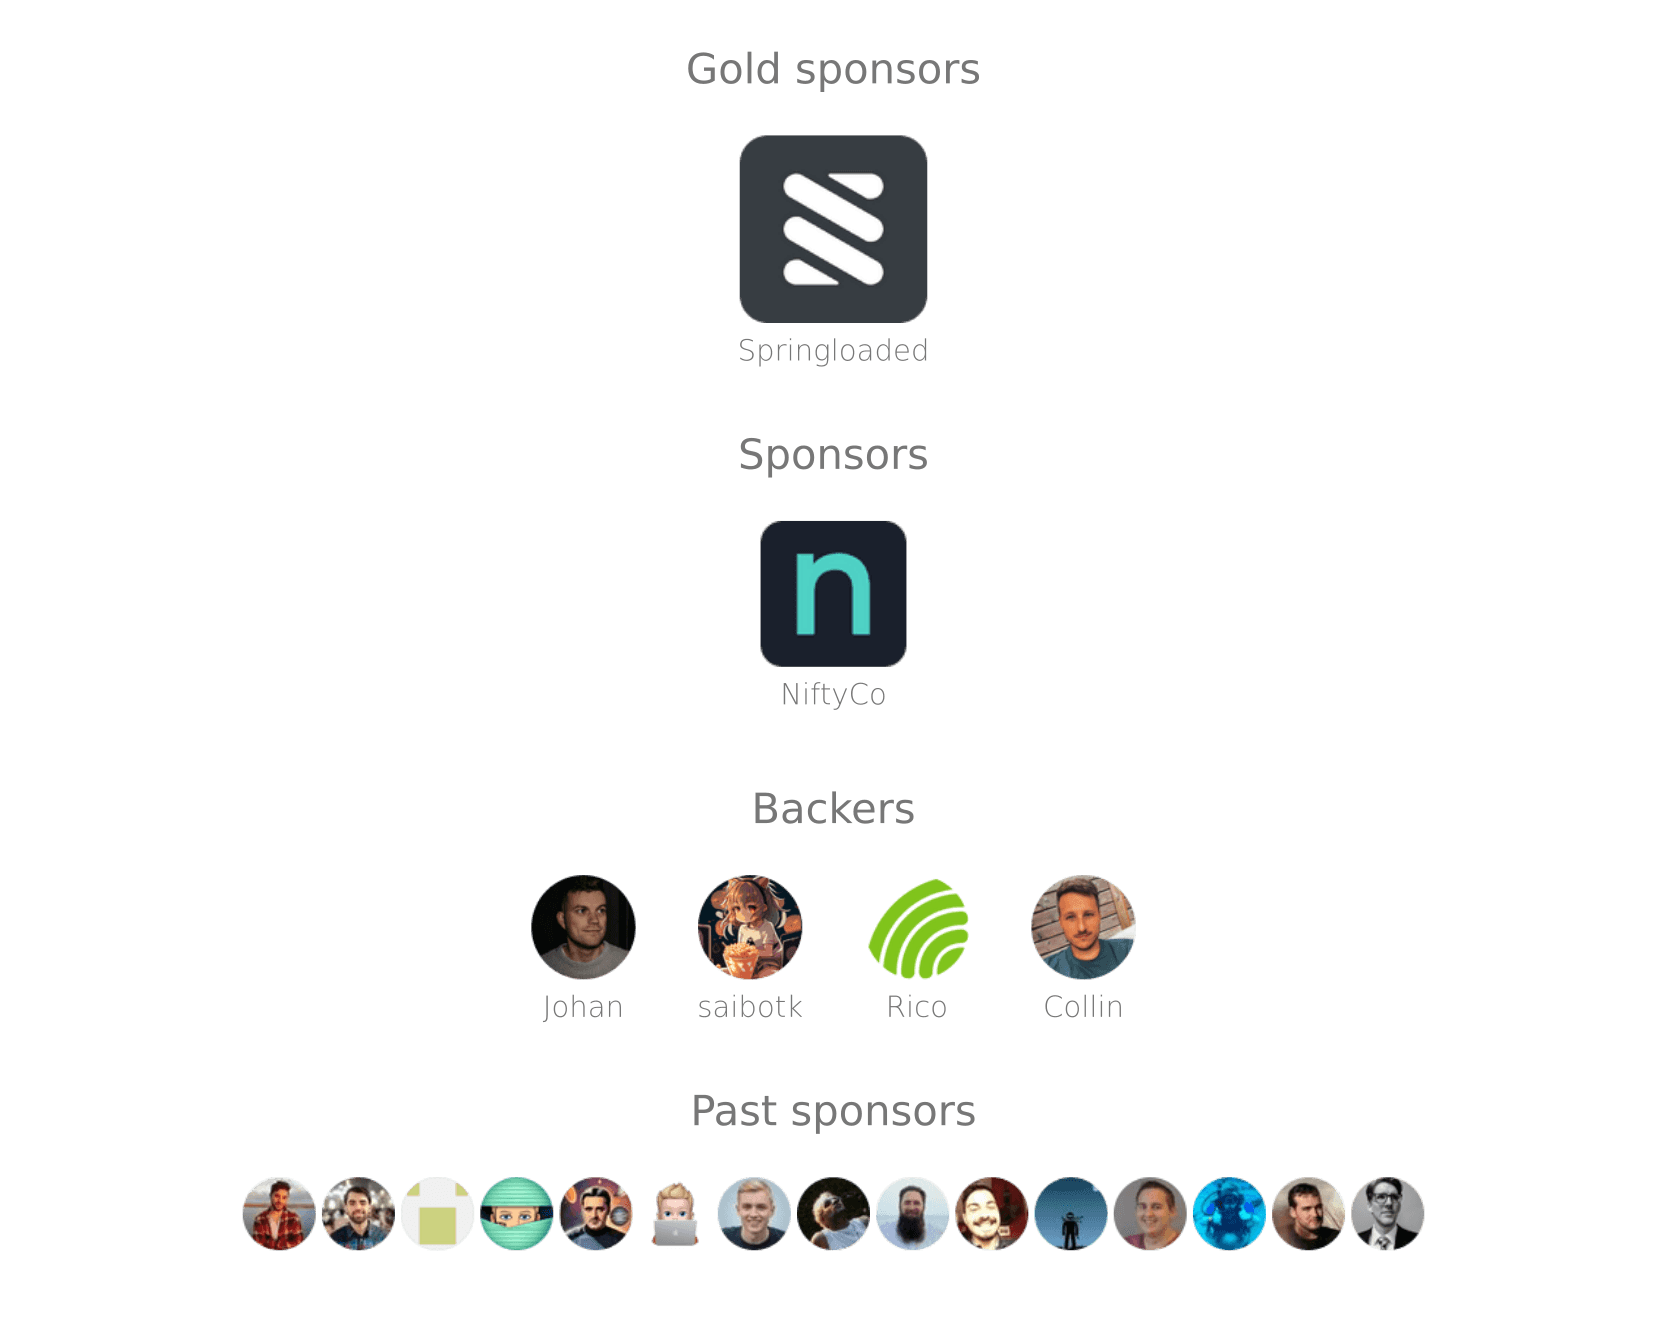 Gold sponsors
Springloaded
Sponsors
n
NiftyCo
Backers
Johan
saibotk
Rico
Collin
Past sponsors